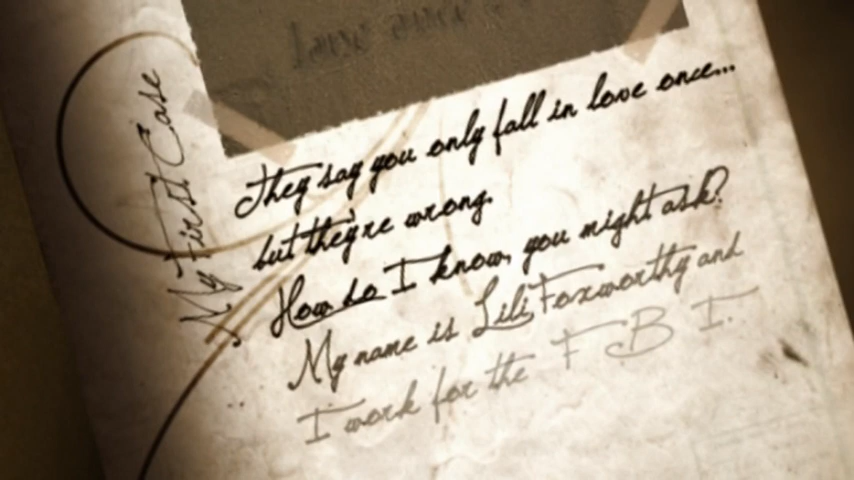 My First Case
They say you only fall in love once...
but they're wrong.
How do I know, you might ask?
My name is Lili Foxworthy and
I work for the F B I.